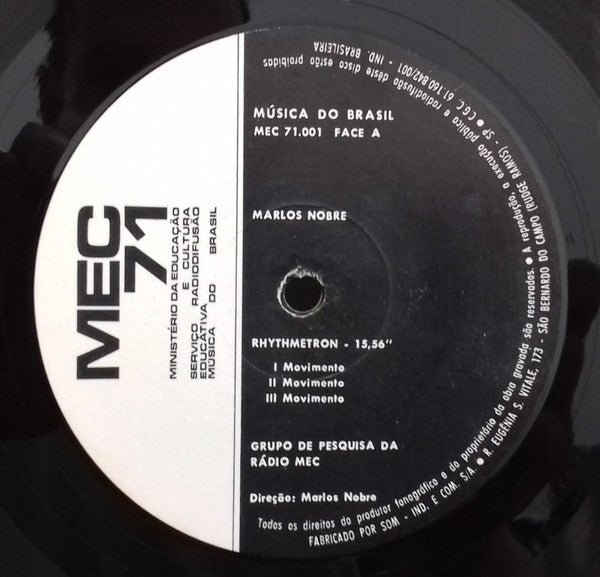 MEC
71
MINISTÉRIO DA EDUCAÇÃO
E CULTURA
SERVIÇO RADIODIFUSÃO
EDUCATIVA
MÚSICA DO BRASIL
MÚSICA DO BRASIL
MEC 71.001 FACE A
MARLOS NOBRE
RHYTHMETRON - 15,56"
I Movimento
II Movimento
III Movimento
GRUPO DE PESQUISA DA
RÁDIO MEC
Direção: Marlos Nobre
Todos os direitos do produtor fonográfico e do proprietário da obra gravada são reservados. ● A reprodução, a execução pública e radiodifusão dêste disco estão proibidas
FABRICADO POR SOM - IND. E COM. S/A. ● R. EUGÊNIA S. VITALE, 173 - SÃO BERNARDO DO CAMPO (RUDGE RAMOS) - SP ● C.G.C. 61.160.842/001 - IND. BRASILEIRA